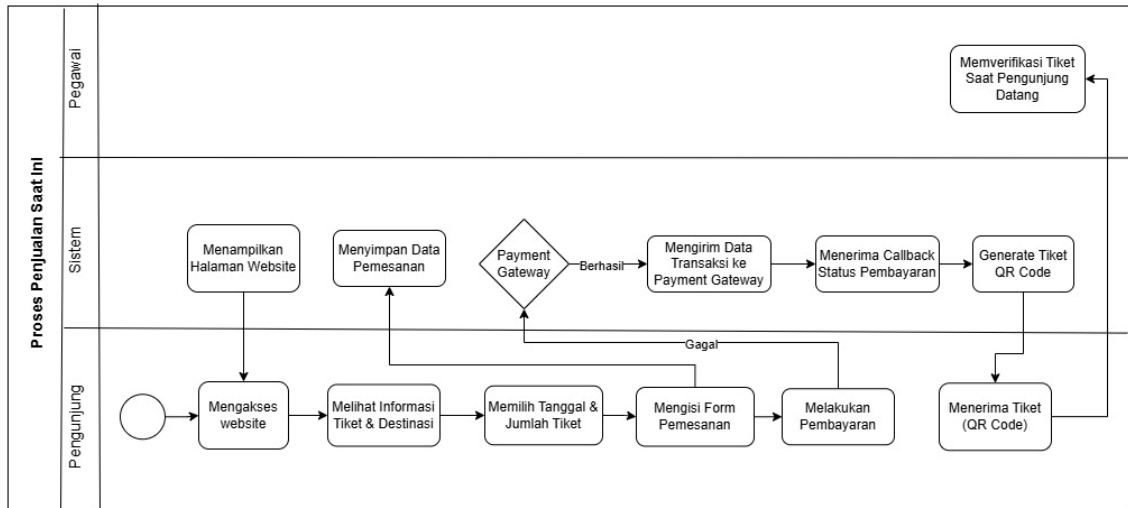 Proses Penjualan Saat InI
Pegawai
Memverifikasi Tiket
Saat Pengunjung
Datang
Sistem
Menampilkan
Halaman Website
Menyimpan Data
Pemesanan
Payment
Gateway
Berhasil
Mengirim Data
Transaksi ke
Payment Gateway
Menerima Callback
Status Pembayaran
Generate Tiket
QR Code
Pengunjung
Gagal
Mengakses
website
Melihat Informasi
Tiket & Destinasi
Memilih Tanggal &
Jumlah Tiket
Mengisi Form
Pemesanan
Melakukan
Pembayaran
Menerima Tiket
(QR Code)